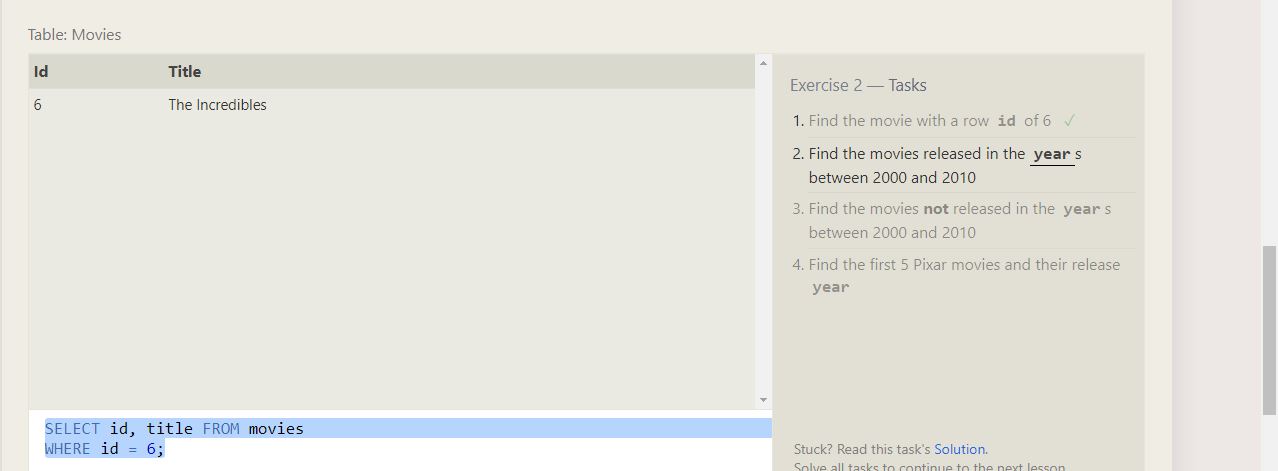 Table: Movies
Id Title
6 The Incredibles
SELECT id, title FROM movies
WHERE id = 6;
Exercise 2 — Tasks
1. Find the movie with a row id of 6 ✓
2. Find the movies released in the year s
between 2000 and 2010
3. Find the movies not released in the year s
between 2000 and 2010
4. Find the first 5 Pixar movies and their release
year
Stuck? Read this task's Solution.
Solve all tasks to continue to the next lesson.